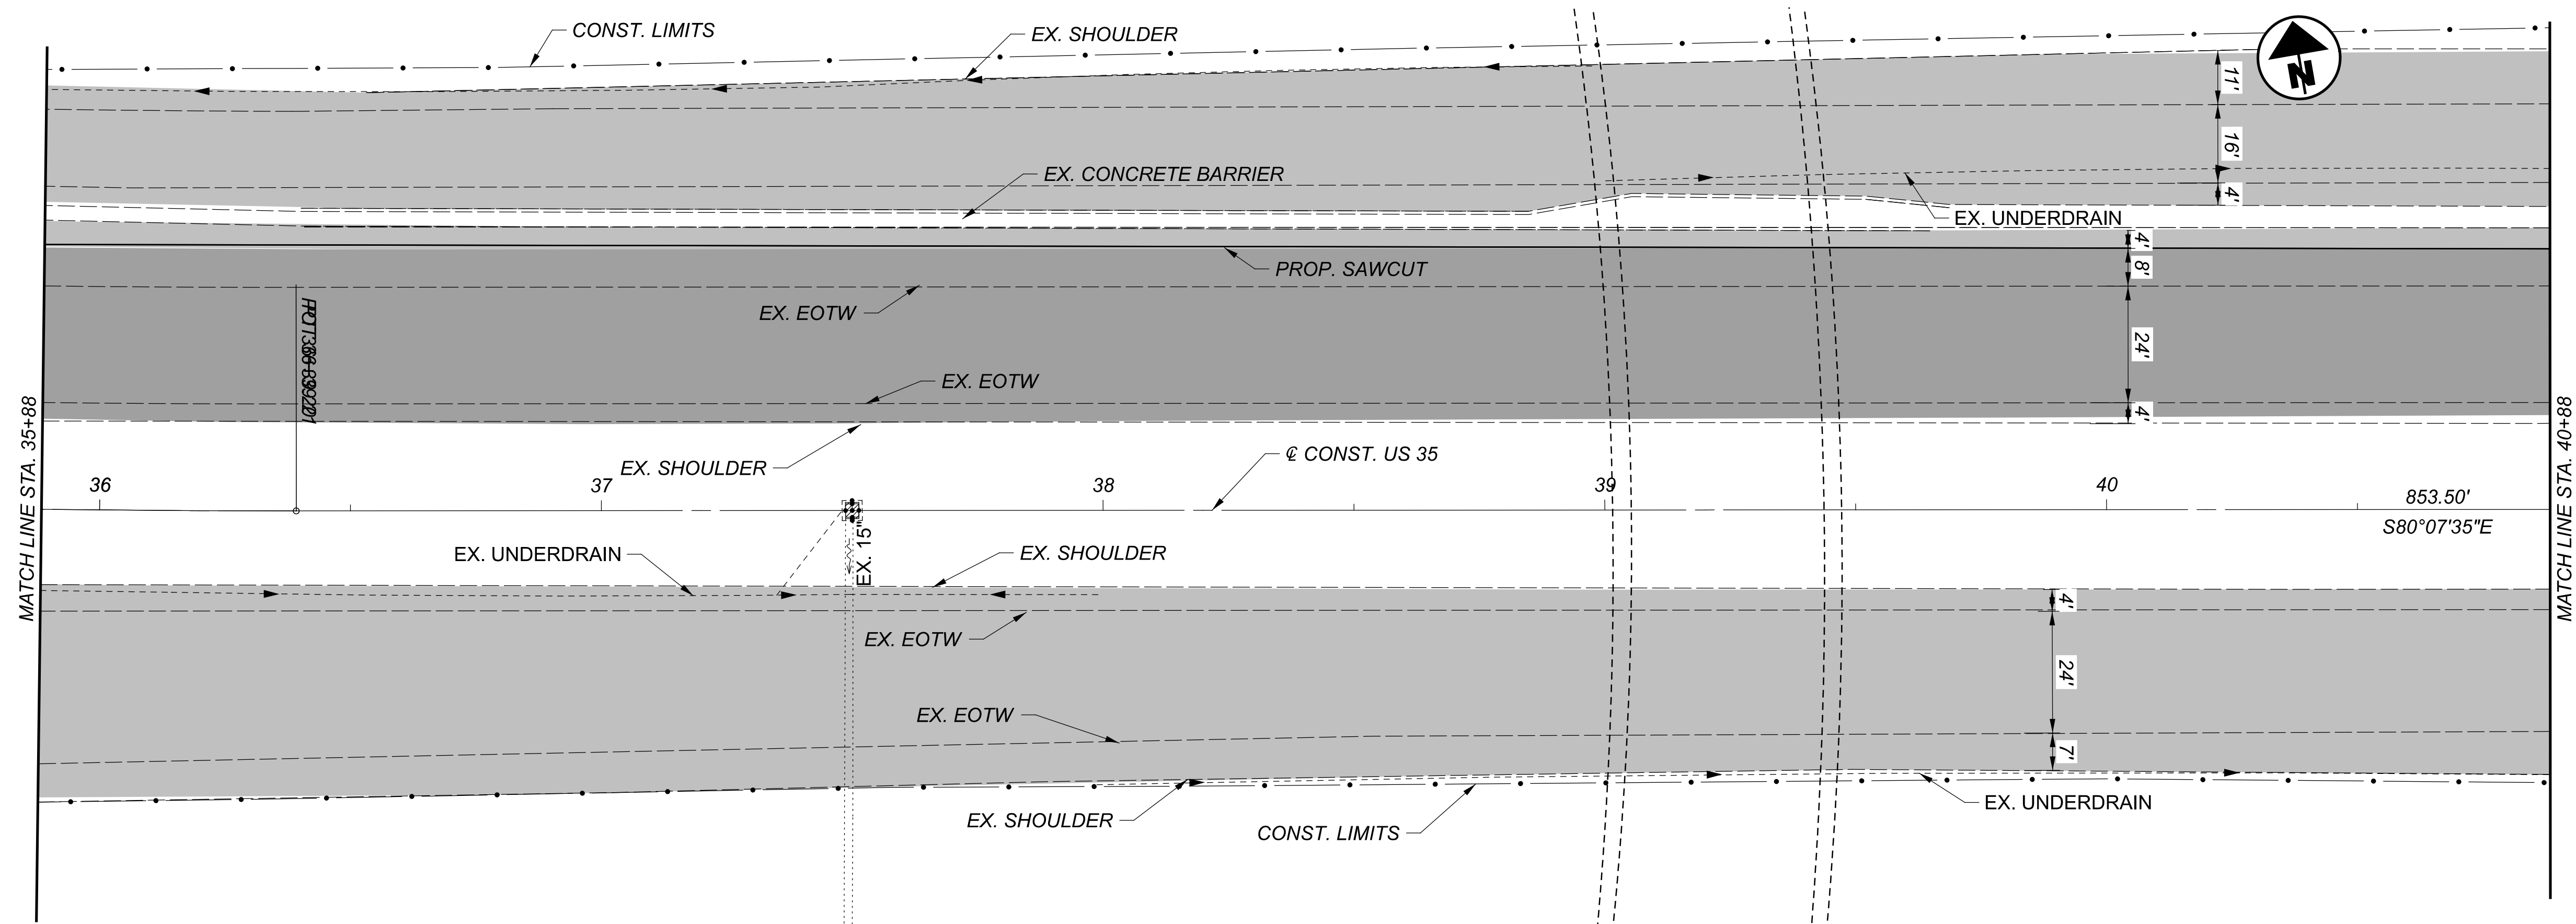 CONST. LIMITS
EX. SHOULDER
N
11'
16'
4'
EX. CONCRETE BARRIER
EX. UNDERDRAIN
PROP. SAWCUT
4'
8'
24'
4'
EX. EOTW
EX. EOTW
EX. SHOULDER
℄ CONST. US 35
MATCH LINE STA. 35+88
MATCH LINE STA. 40+88
36
37
38
39
40
853.50'
S80°07'35"E
EX. 15"
EX. UNDERDRAIN
EX. SHOULDER
EX. EOTW
4'
24'
7'
EX. EOTW
EX. SHOULDER
CONST. LIMITS
EX. UNDERDRAIN